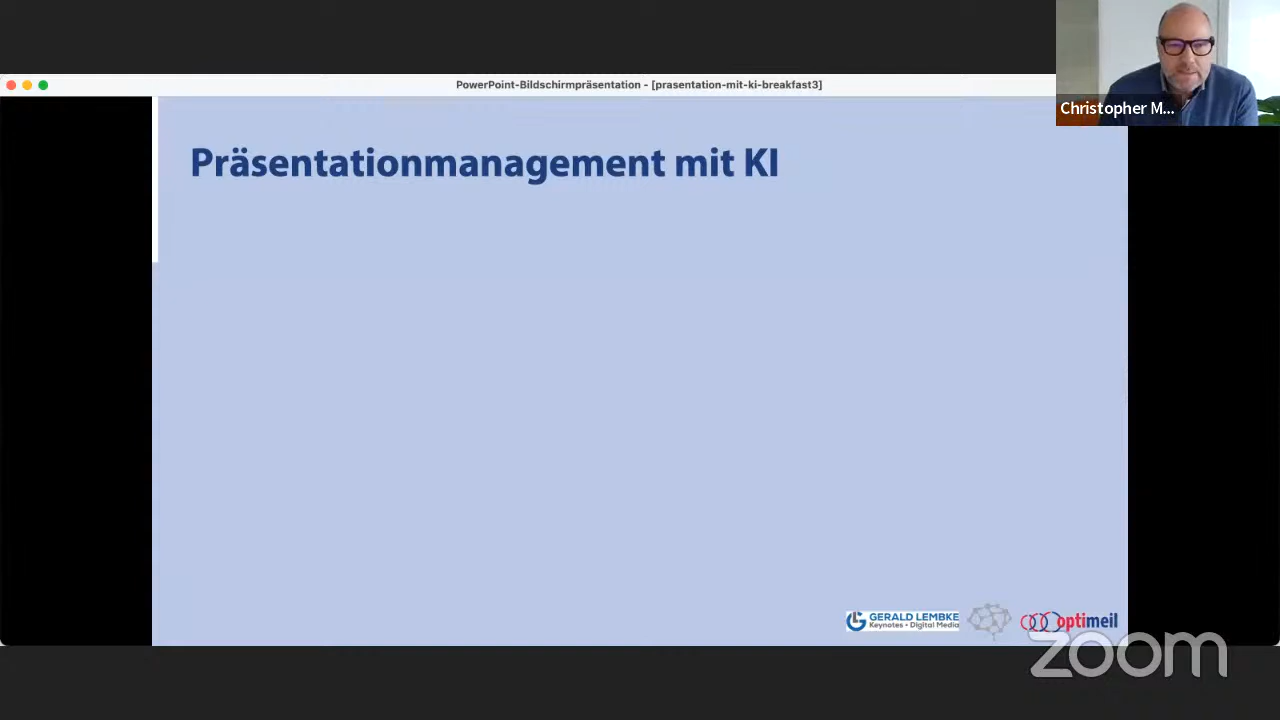 PowerPoint-Bildschirmpräsentation - [prasentation-mit-ki-breakfast3]
Christopher M...
Präsentationmanagement mit KI
GERALD LEMBKE
Keynotes • Digital Media
optimeil
zoom